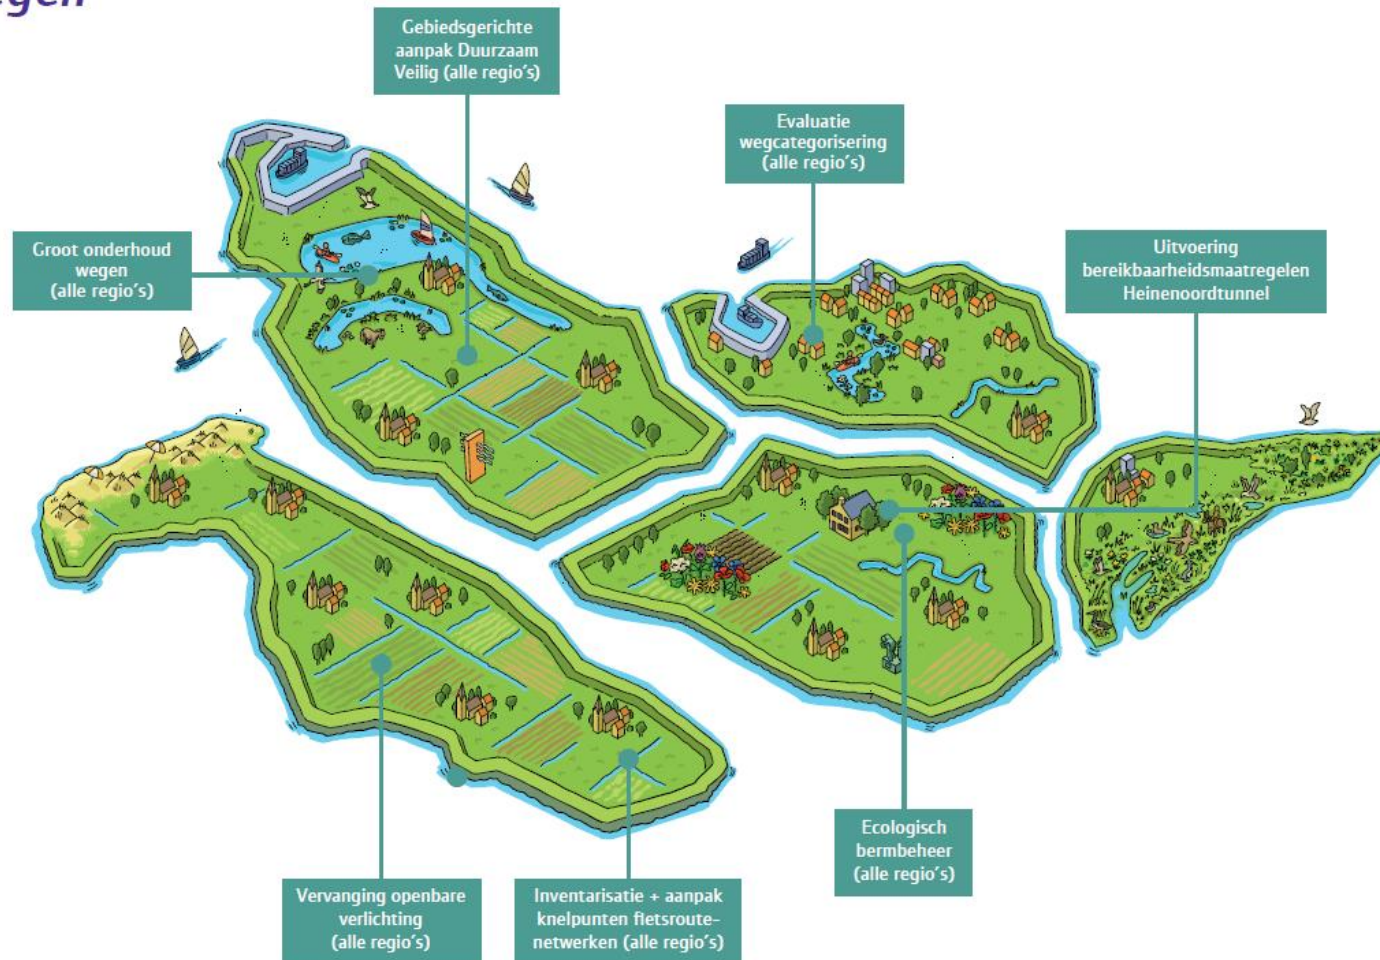 Gebiedsgerichte
aanpak Duurzaam
Veilig (alle regio's)
Evaluatie
wegcategorisering
(alle regio's)
Groot onderhoud
wegen
(alle regio's)
Uitvoering
bereikbaarheidsmaatregelen
Heinenoordtunnel
Ecologisch
bermbeheer
(alle regio's)
Vervanging openbare
verlichting
(alle regio's)
Inventarisatie + aanpak
knelpunten fietsroute-
netwerken (alle regio's)